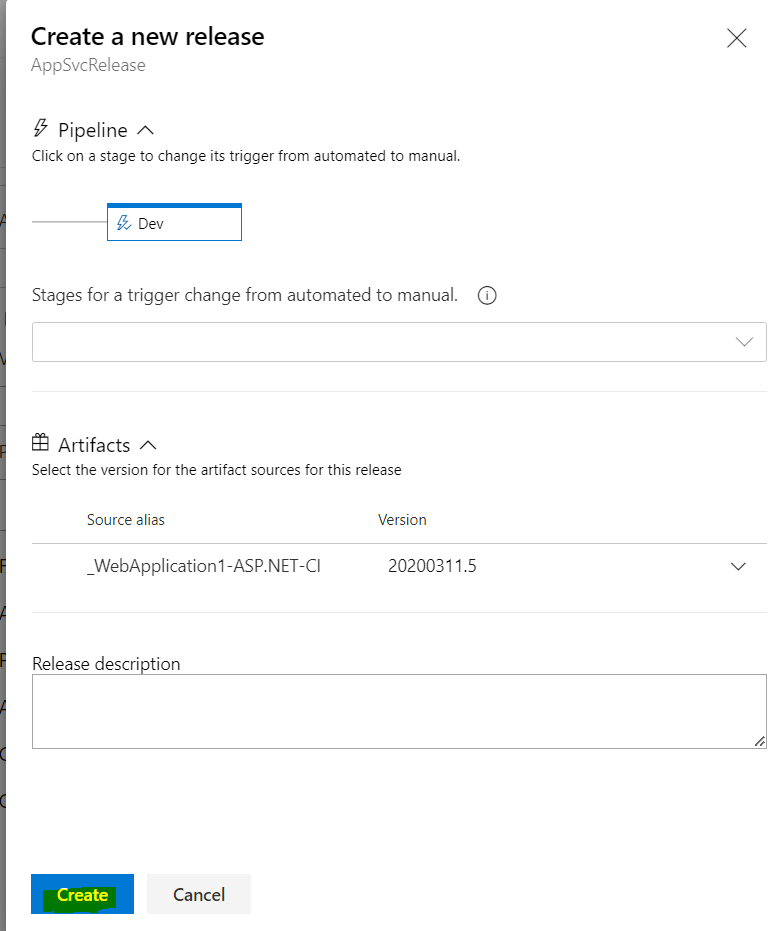 Create a new release
AppSvcRelease
Pipeline
Click on a stage to change its trigger from automated to manual.
Dev
Stages for a trigger change from automated to manual.
Artifacts
Select the version for the artifact sources for this release
Source alias Version
_WebApplication1-ASP.NET-CI 20200311.5
Release description
Create Cancel